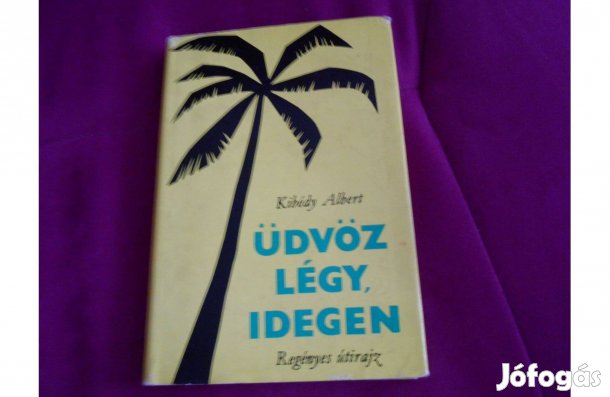 Kibédy Albert
ÜDVÖZ
LÉGY,
IDEGEN
Regényes útirajz
Jófogás